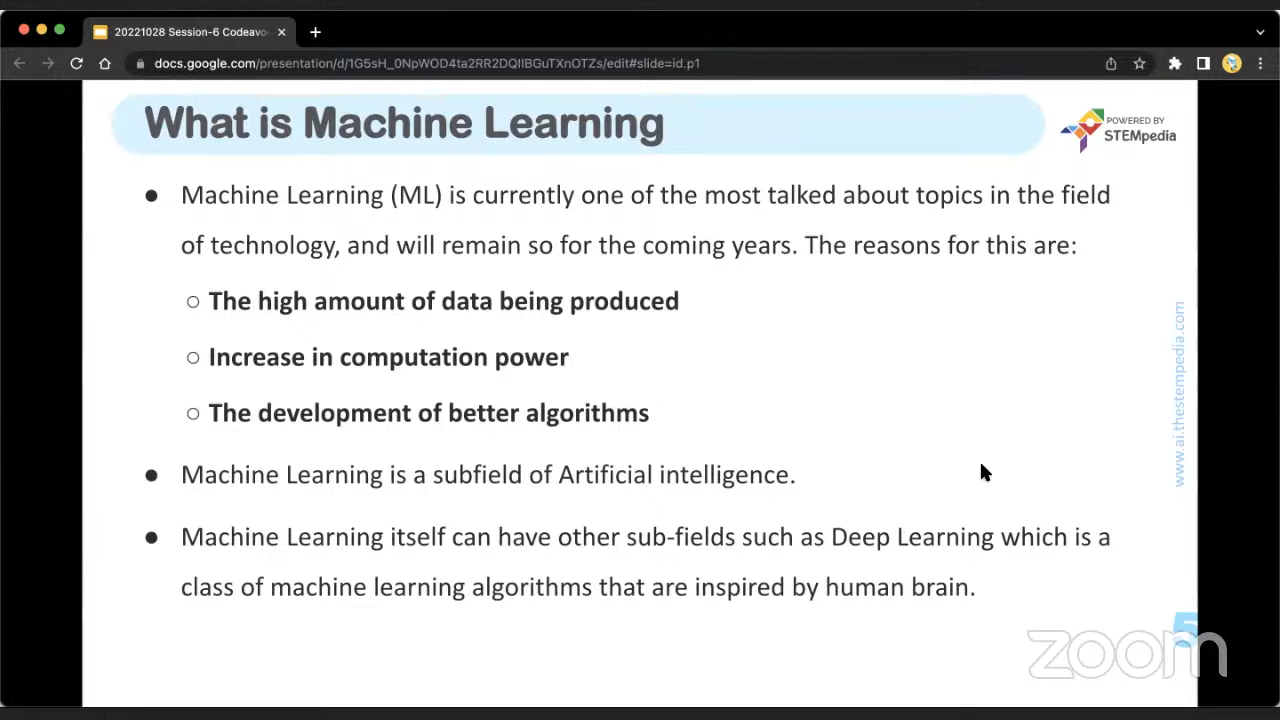 20221028 Session-6 Codeavo
docs.google.com/presentation/d/1G5sH_0NpWOD4ta2RR2DQIIBGuTXnOTZs/edit#slide=id.p1
What is Machine Learning
POWERED BY
STEMpedia
● Machine Learning (ML) is currently one of the most talked about topics in the field
of technology, and will remain so for the coming years. The reasons for this are:
○ The high amount of data being produced
○ Increase in computation power
○ The development of better algorithms
● Machine Learning is a subfield of Artificial intelligence.
● Machine Learning itself can have other sub-fields such as Deep Learning which is a
class of machine learning algorithms that are inspired by human brain.
www.ai.thestempedia.com
5
zoom